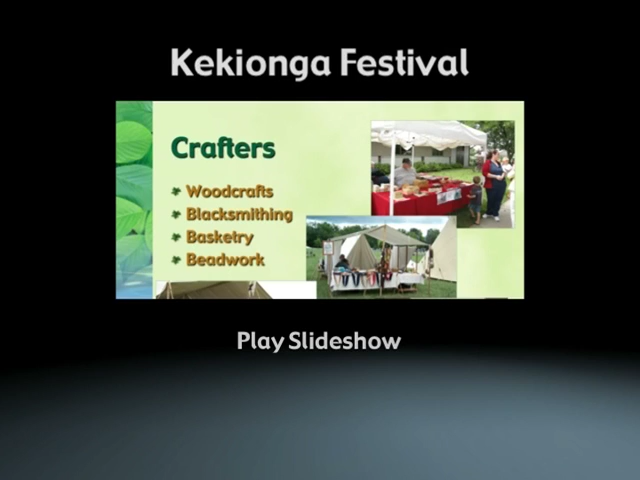 Kekionga Festival
Crafters
Woodcrafts
Blacksmithing
Basketry
Beadwork
Play Slideshow